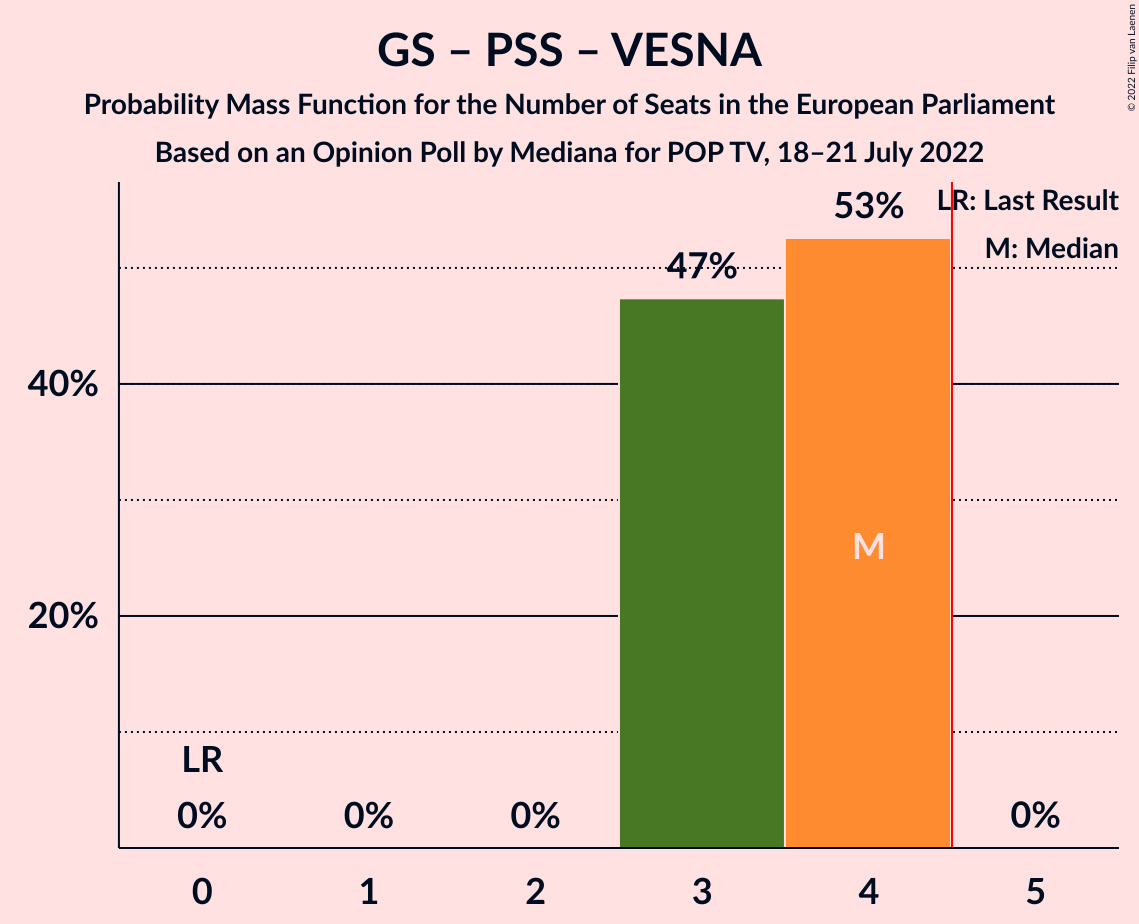 GS – PSS – VESNA
Probability Mass Function for the Number of Seats in the European Parliament
Based on an Opinion Poll by Mediana for POP TV, 18–21 July 2022
© 2022 Filip van Laenen
LR: Last Result
M: Median
53%
47%
40%
20%
M
LR
0%
0%
0%
0%
0
1
2
3
4
5